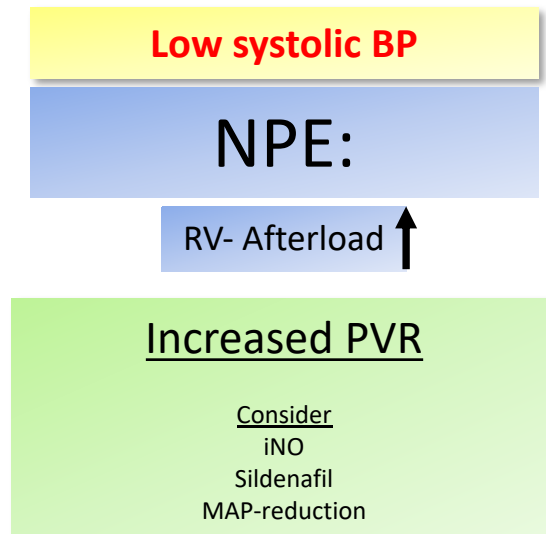 Low systolic BP
NPE:
RV- Afterload
Increased PVR
Consider
iNO
Sildenafil
MAP-reduction